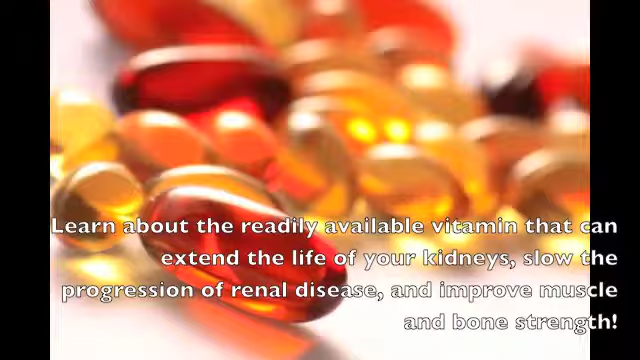 Learn about the readily available vitamin that can
extend the life of your kidneys, slow the
progression of renal disease, and improve muscle
and bone strength!